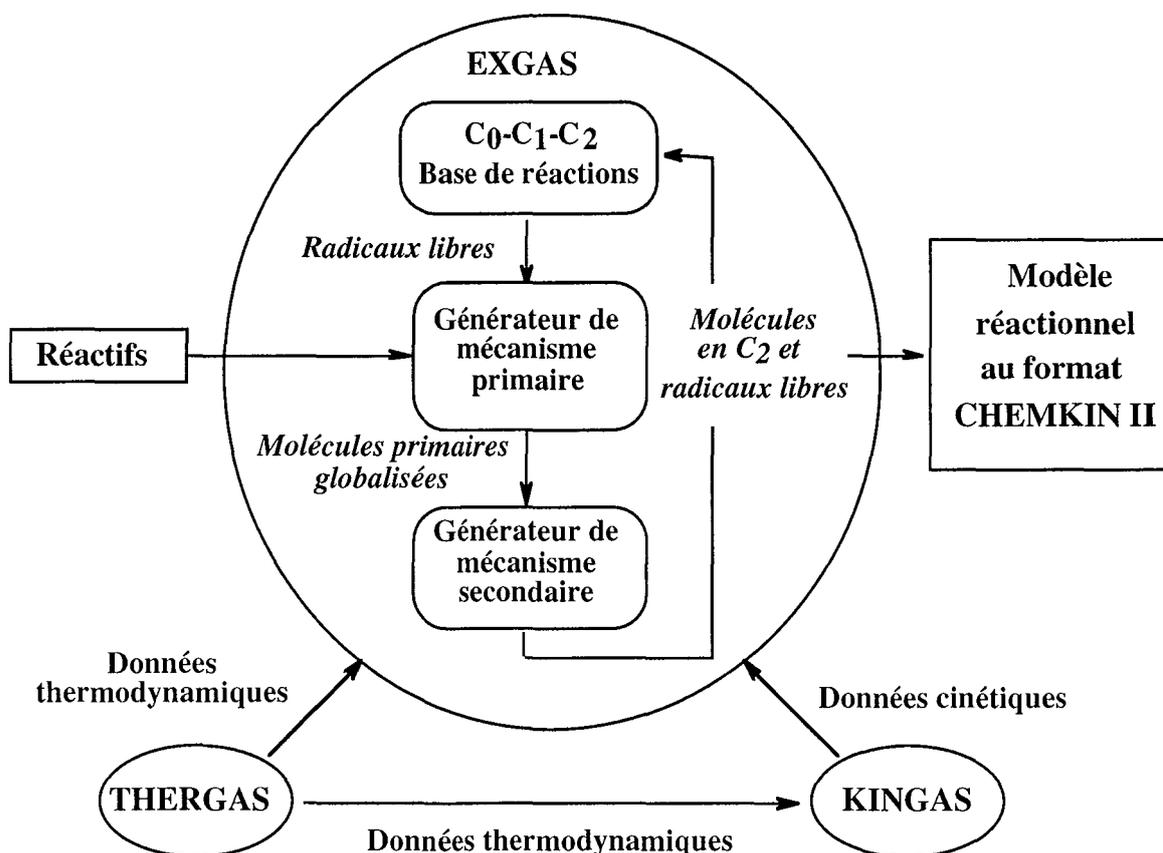 EXGAS
C0-C1-C2
Base de réactions
Radicaux libres
Réactifs
Générateur de
mécanisme
primaire
Molécules
en C2 et
radicaux libres
Modèle
réactionnel
au format
CHEMKIN II
Molécules primaires
globalisées
Générateur de
mécanisme
secondaire
Données
thermodynamiques
Données cinétiques
THERGAS
KINGAS
Données thermodynamiques